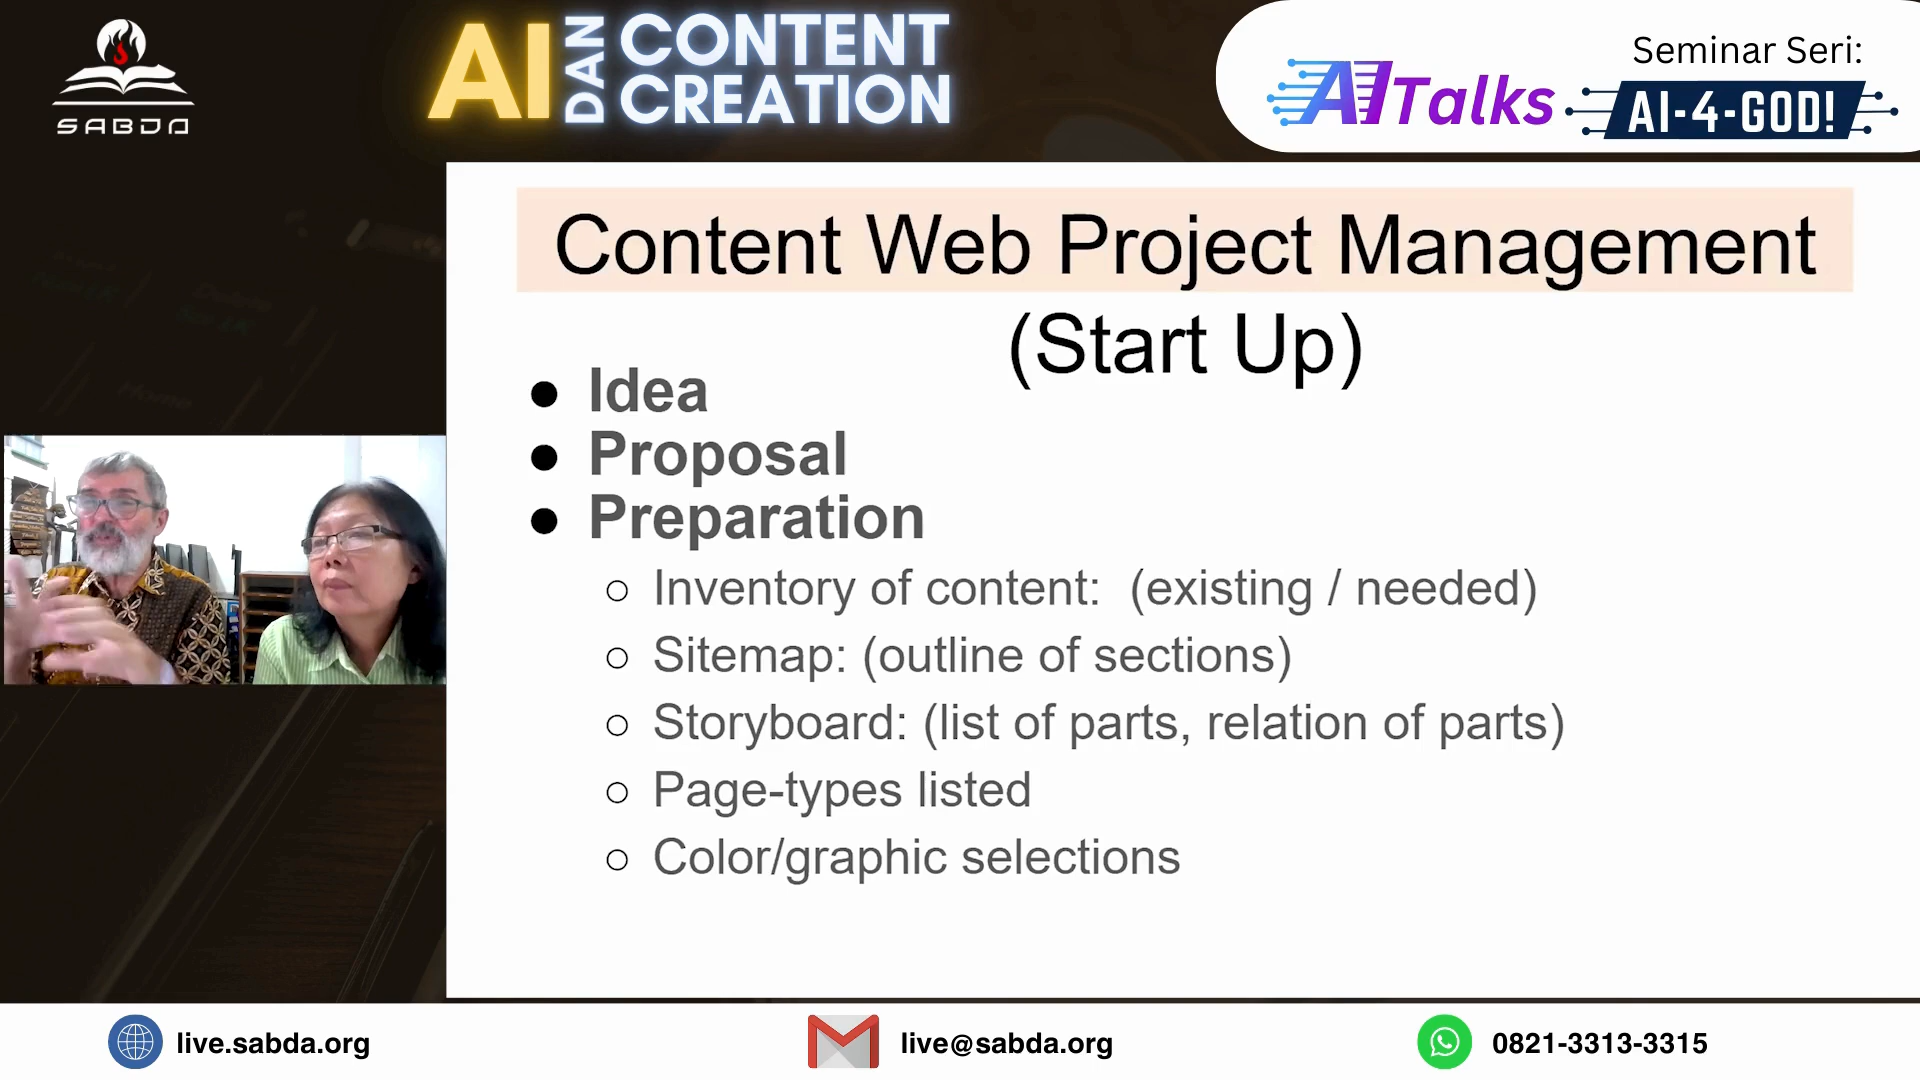 SABDA
AI DAN CONTENT CREATION
AI Talks
Seminar Seri:
AI-4-GOD!
Content Web Project Management
(Start Up)
● Idea
● Proposal
● Preparation
○ Inventory of content:  (existing / needed)
○ Sitemap: (outline of sections)
○ Storyboard: (list of parts, relation of parts)
○ Page-types listed
○ Color/graphic selections
live.sabda.org
live@sabda.org
0821-3313-3315